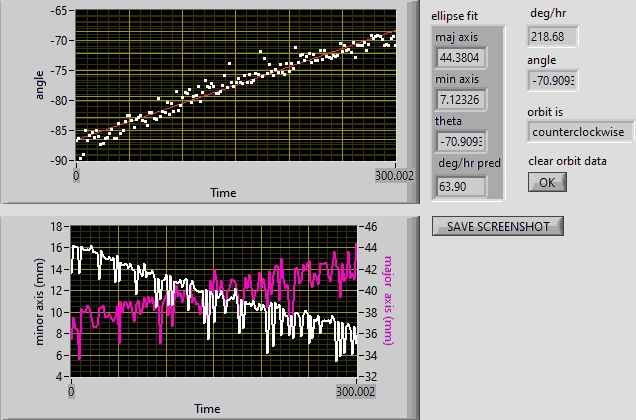 -65
-70
-75
-80
-85
-90
angle
0
300.002
Time
ellipse fit
maj axis
44.3804
min axis
7.12326
theta
-70.9093
deg/hr pred
63.90
deg/hr
218.68
angle
-70.9093
orbit is
counterclockwise
clear orbit data
OK
SAVE SCREENSHOT
18
16
14
12
10
8
6
4
minor axis (mm)
46
44
42
40
38
36
34
32
major axis (mm)
0
300.002
Time